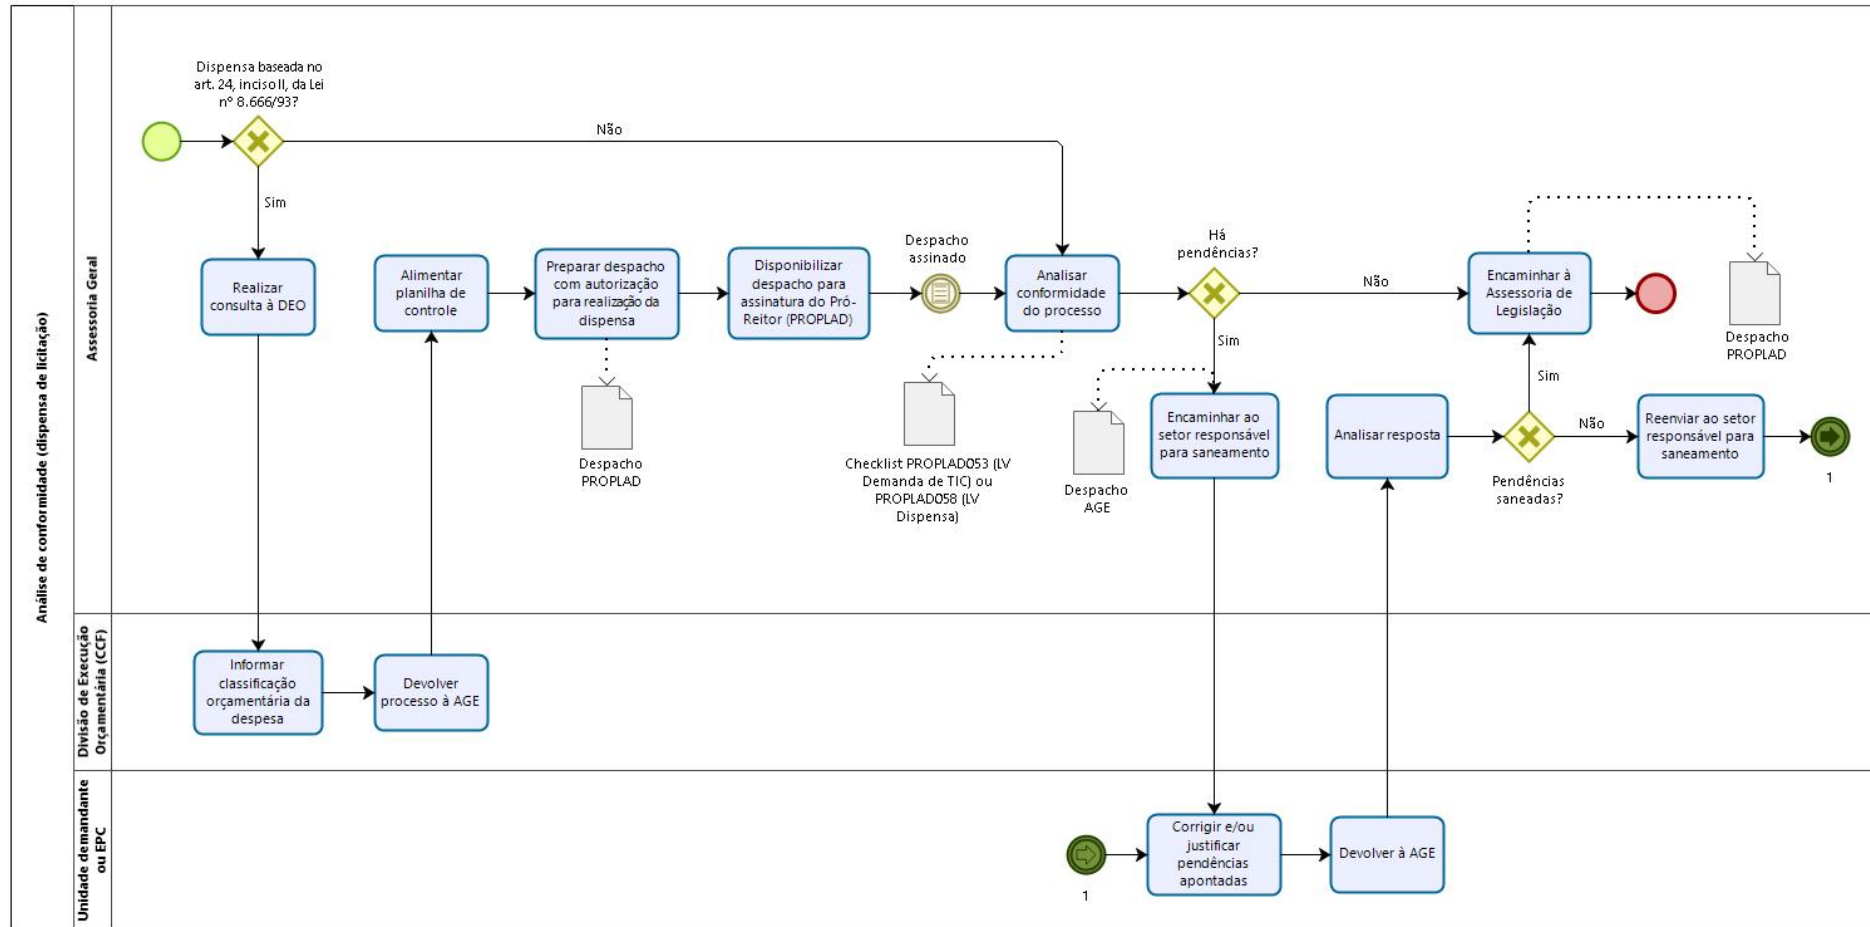 Análise de conformidade (dispensa de licitação)
Assessoria Geral
Dispensa baseada no
art. 24, inciso II, da Lei
nº 8.666/93?
Não
Sim
Realizar
consulta à DEO
Alimentar
planilha de
controle
Preparar despacho
com autorização
para realização da
dispensa
Disponibilizar
despacho para
assinatura do Pró-
Reitor (PROPLAD)
Despacho
assinado
Analisar
conformidade
do processo
Há
pendências?
Não
Sim
Encaminhar à
Assessoria de
Legislação
Despacho
PROPLAD
Despacho
PROPLAD
Checklist PROPLAD053 (LV
Demanda de TIC) ou
PROPLAD058 (LV
Dispensa)
Despacho
AGE
Encaminhar ao
setor responsável
para saneamento
Analisar resposta
Sim
Não
Pendências
saneadas?
Reenviar ao setor
responsável para
saneamento
1
Divisão de Execução
Orçamentária (CCF)
Informar
classificação
orçamentária da
despesa
Devolver
processo à AGE
Unidade demandante
ou EPC
1
Corrigir e/ou
justificar
pendências
apontadas
Devolver à AGE